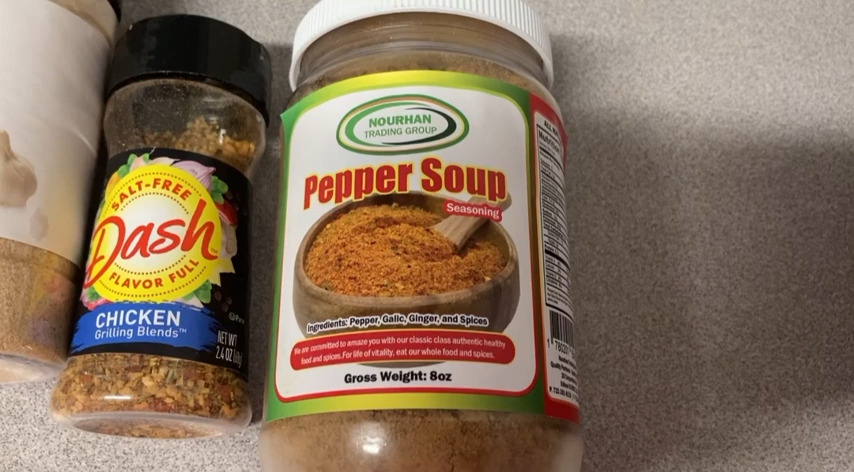 SALT-FREE
Dash
FLAVOR FULL
CHICKEN
Grilling Blends™
NET WT
2.4 OZ
NOURHAN
TRADING GROUP
Pepper Soup
Seasoning
Ingredients: Pepper, Galic, Ginger, and Spices
We are committed to amaze you with our classic class authentic healthy
food and spices.For life of vitality, eat our whole food and spices.
Gross Weight: 8oz